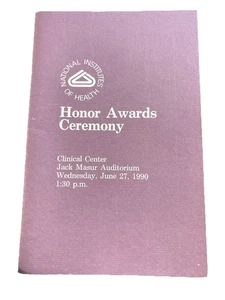 NATIONAL INSTITUTES
OF HEALTH
Honor Awards
Ceremony
Clinical Center
Jack Masur Auditorium
Wednesday, June 27, 1990
1:30 p.m.